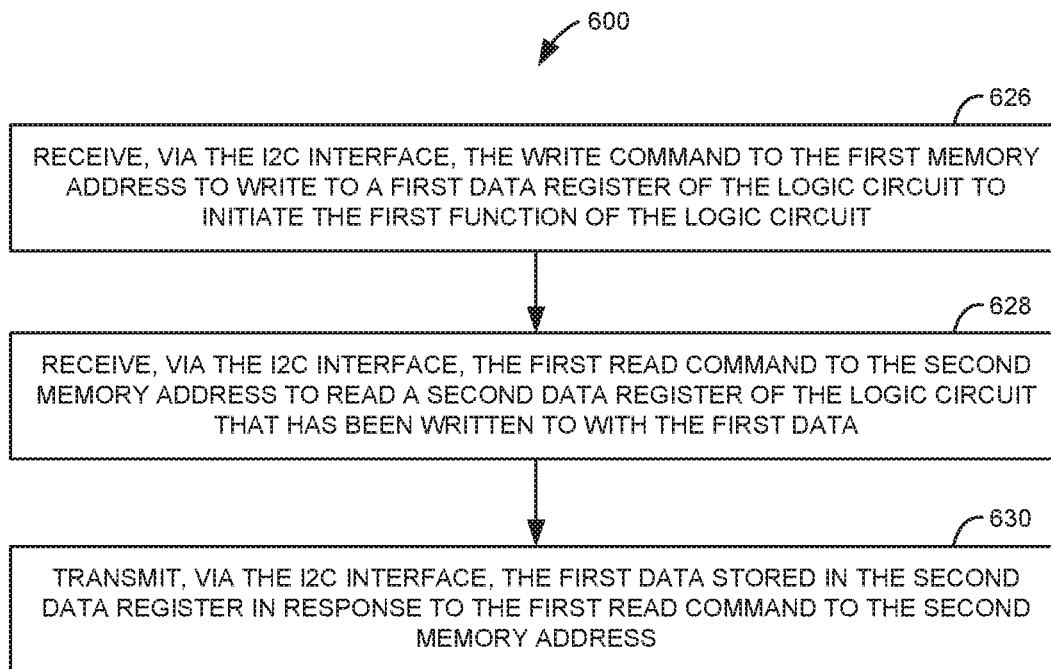 600
626
RECEIVE, VIA THE I2C INTERFACE, THE WRITE COMMAND TO THE FIRST MEMORY
ADDRESS TO WRITE TO A FIRST DATA REGISTER OF THE LOGIC CIRCUIT TO
INITIATE THE FIRST FUNCTION OF THE LOGIC CIRCUIT
628
RECEIVE, VIA THE I2C INTERFACE, THE FIRST READ COMMAND TO THE SECOND
MEMORY ADDRESS TO READ A SECOND DATA REGISTER OF THE LOGIC CIRCUIT
THAT HAS BEEN WRITTEN TO WITH THE FIRST DATA
630
TRANSMIT, VIA THE I2C INTERFACE, THE FIRST DATA STORED IN THE SECOND
DATA REGISTER IN RESPONSE TO THE FIRST READ COMMAND TO THE SECOND
MEMORY ADDRESS